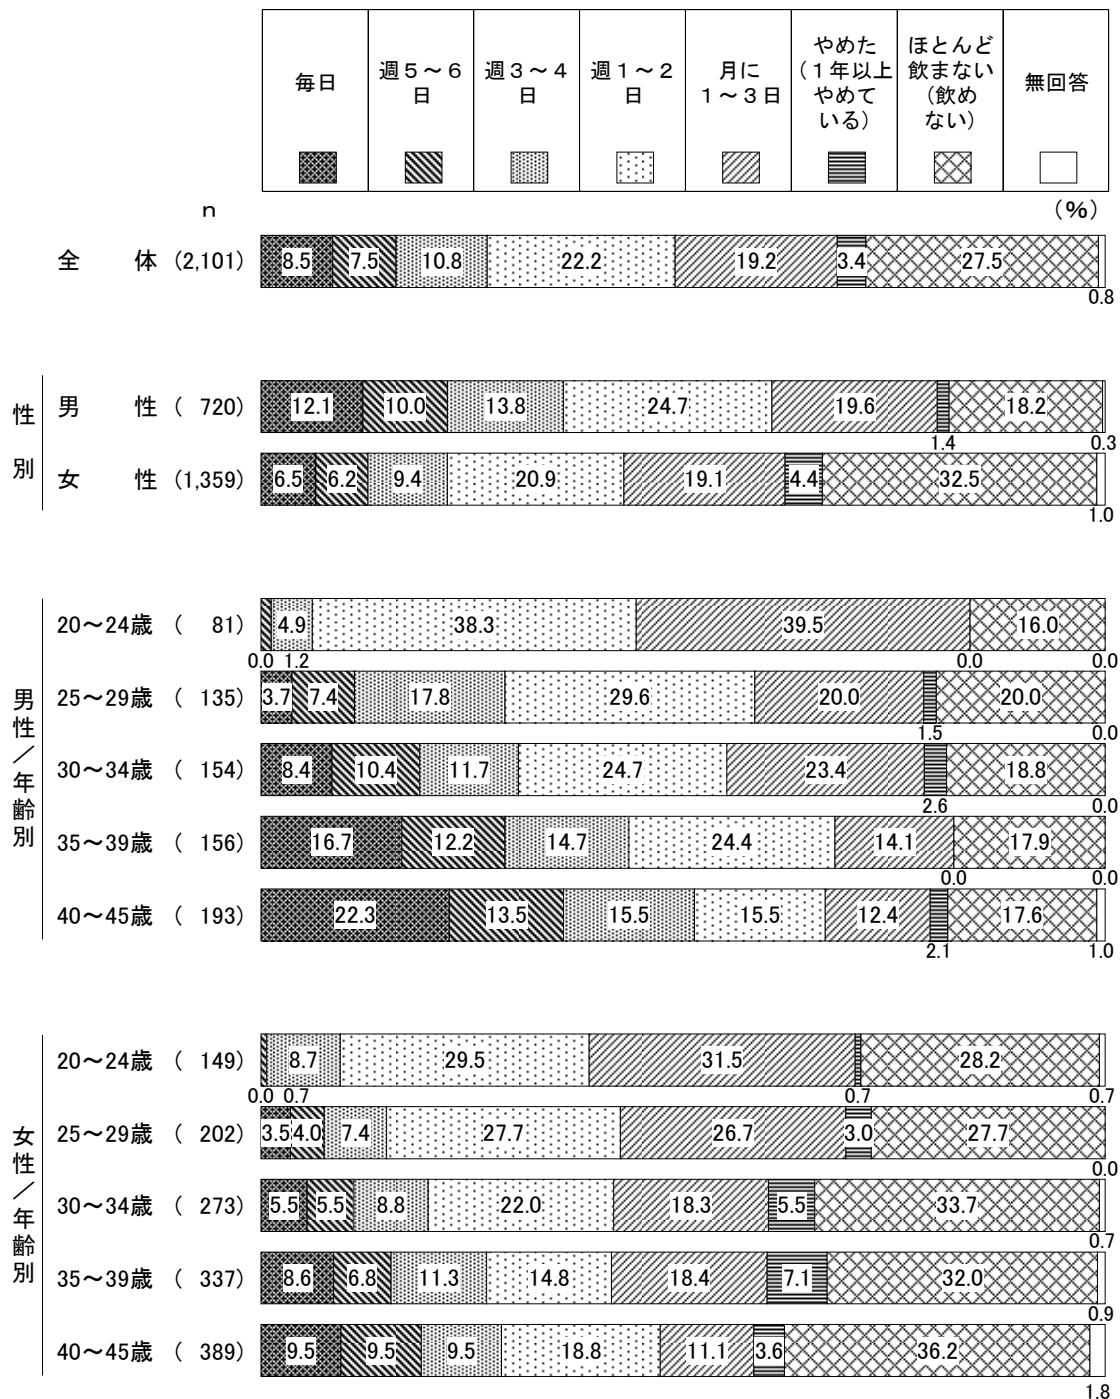 毎日
週５～６
日
週３～４
日
週１～２
日
月に
１～３日
やめた
（１年以上
やめて
いる）
ほとんど
飲まない
（飲め
ない）
無回答
ｎ （％）
全　体 (2,101) 8.5 7.5 10.8 22.2 19.2 3.4 27.5
0.8
性別
男　性 ( 720) 12.1 10.0 13.8 24.7 19.6 18.2
1.4 0.3
女　性 (1,359) 6.5 6.2 9.4 20.9 19.1 4.4 32.5
1.0
男性／年齢別
20～24歳 ( 81) 4.9 38.3 39.5 16.0
0.0 1.2 0.0 0.0
25～29歳 ( 135) 3.7 7.4 17.8 29.6 20.0 20.0
1.5 0.0
30～34歳 ( 154) 8.4 10.4 11.7 24.7 23.4 18.8
2.6 0.0
35～39歳 ( 156) 16.7 12.2 14.7 24.4 14.1 17.9
0.0 0.0
40～45歳 ( 193) 22.3 13.5 15.5 15.5 12.4 17.6
2.1 1.0
女性／年齢別
20～24歳 ( 149) 8.7 29.5 31.5 28.2
0.0 0.7 0.7 0.7
25～29歳 ( 202) 3.5 4.0 7.4 27.7 26.7 3.0 27.7
0.0
30～34歳 ( 273) 5.5 5.5 8.8 22.0 18.3 5.5 33.7
0.7
35～39歳 ( 337) 8.6 6.8 11.3 14.8 18.4 7.1 32.0
0.9
40～45歳 ( 389) 9.5 9.5 9.5 18.8 11.1 3.6 36.2
1.8